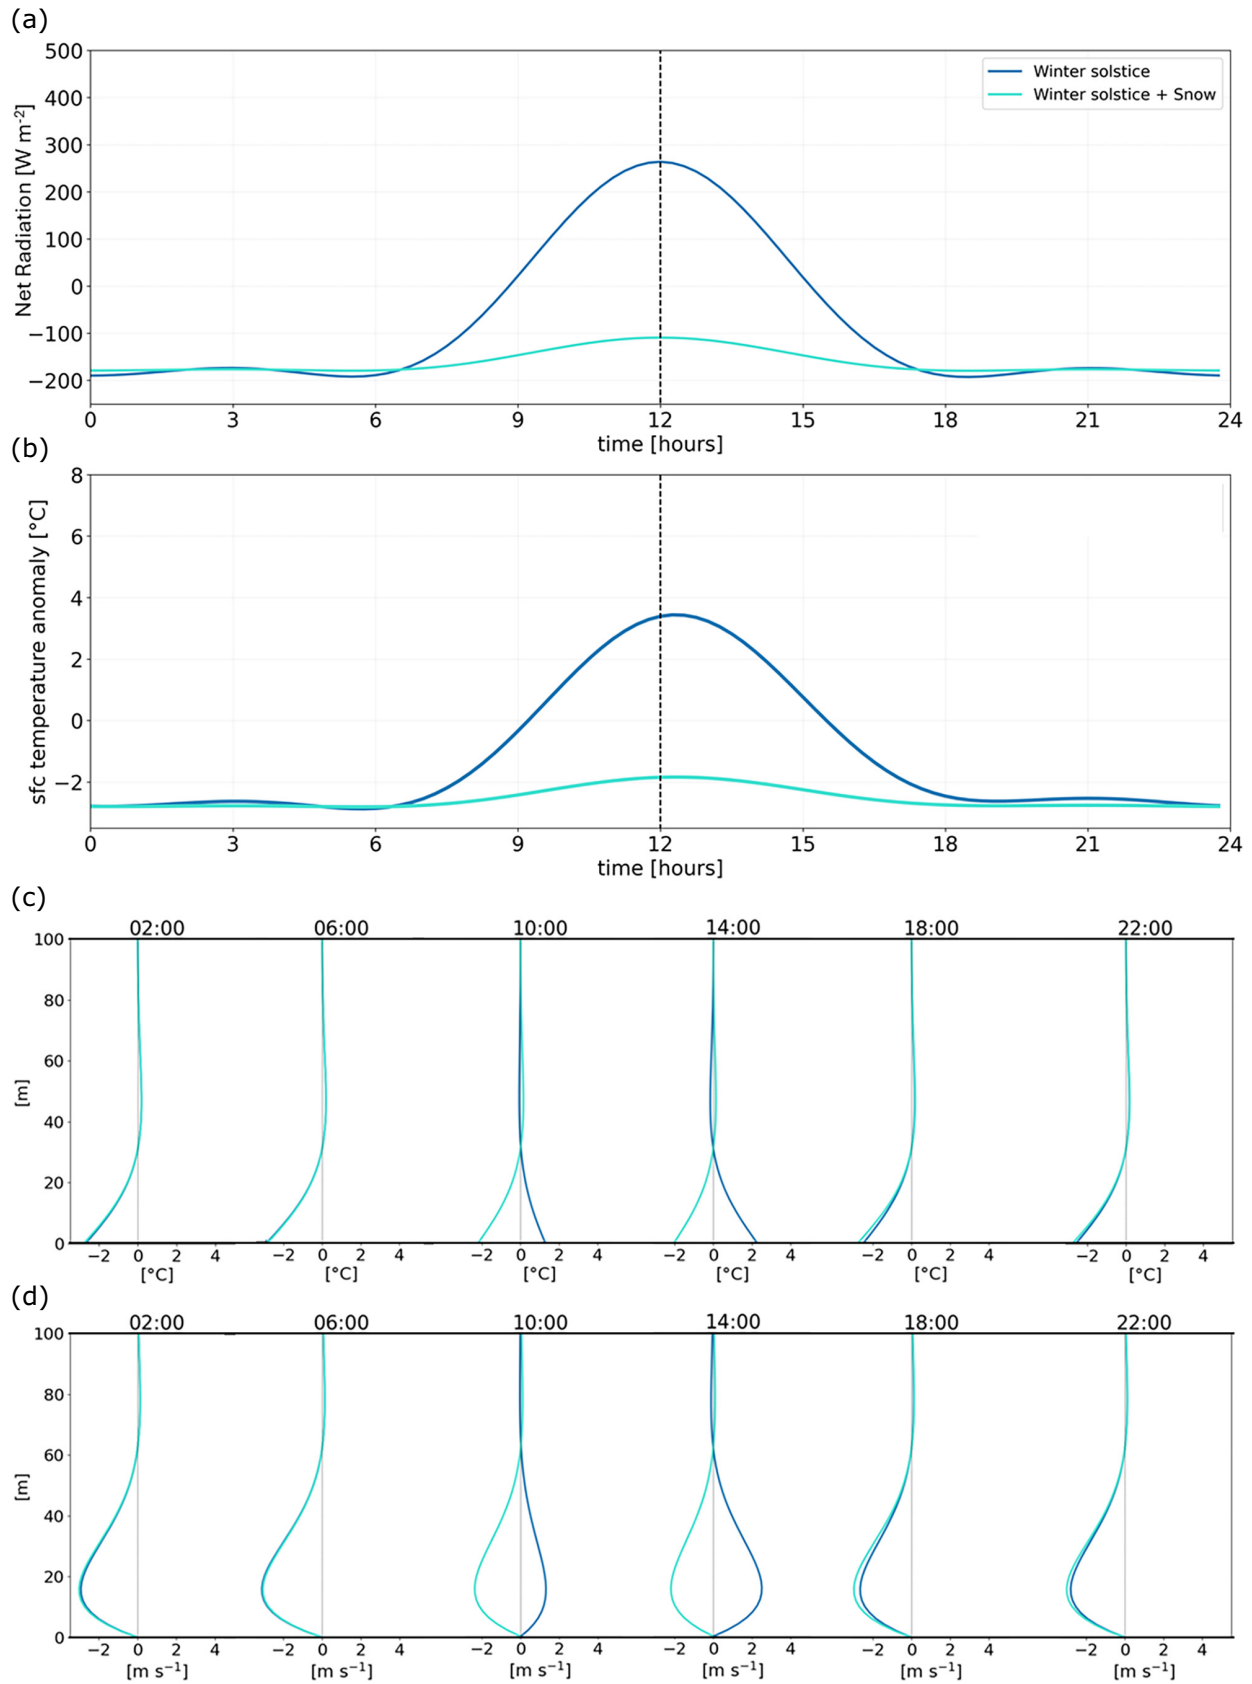 (a)
Net Radiation [W m⁻²]
500
400
300
200
100
0
−100
−200
Winter solstice
Winter solstice + Snow
0 3 6 9 12 15 18 21 24
time [hours]
(b)
sfc temperature anomaly [°C]
8
6
4
2
0
−2
0 3 6 9 12 15 18 21 24
time [hours]
(c)
02:00 06:00 10:00 14:00 18:00 22:00
[m]
100
80
60
40
20
0
−2 0 2 4 −2 0 2 4 −2 0 2 4 −2 0 2 4 −2 0 2 4 −2 0 2 4
[°C] [°C] [°C] [°C] [°C] [°C]
(d)
02:00 06:00 10:00 14:00 18:00 22:00
[m]
100
80
60
40
20
0
−2 0 2 4 −2 0 2 4 −2 0 2 4 −2 0 2 4 −2 0 2 4 −2 0 2 4
[m s⁻¹] [m s⁻¹] [m s⁻¹] [m s⁻¹] [m s⁻¹] [m s⁻¹]